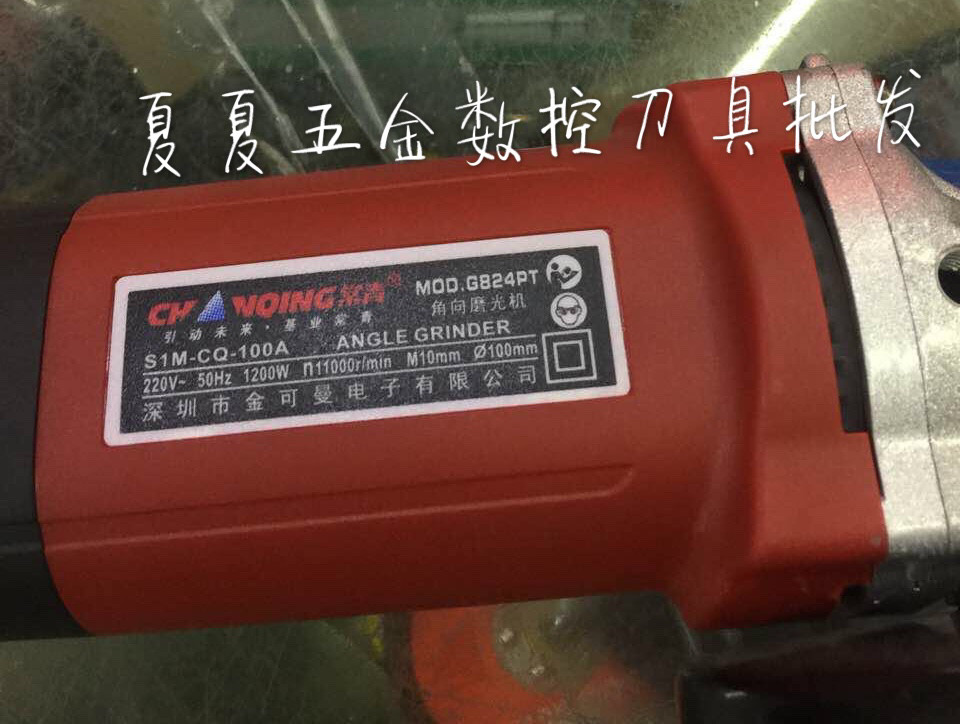 夏夏五金数控刀具批发
CHANQING常青®
MOD.G824PT
引动未来·基业常青
角向磨光机
S1M-CQ-100A
ANGLE GRINDER
220V~ 50Hz 1200W n11000r/min M10mm Ø100mm
深圳市金可曼电子有限公司